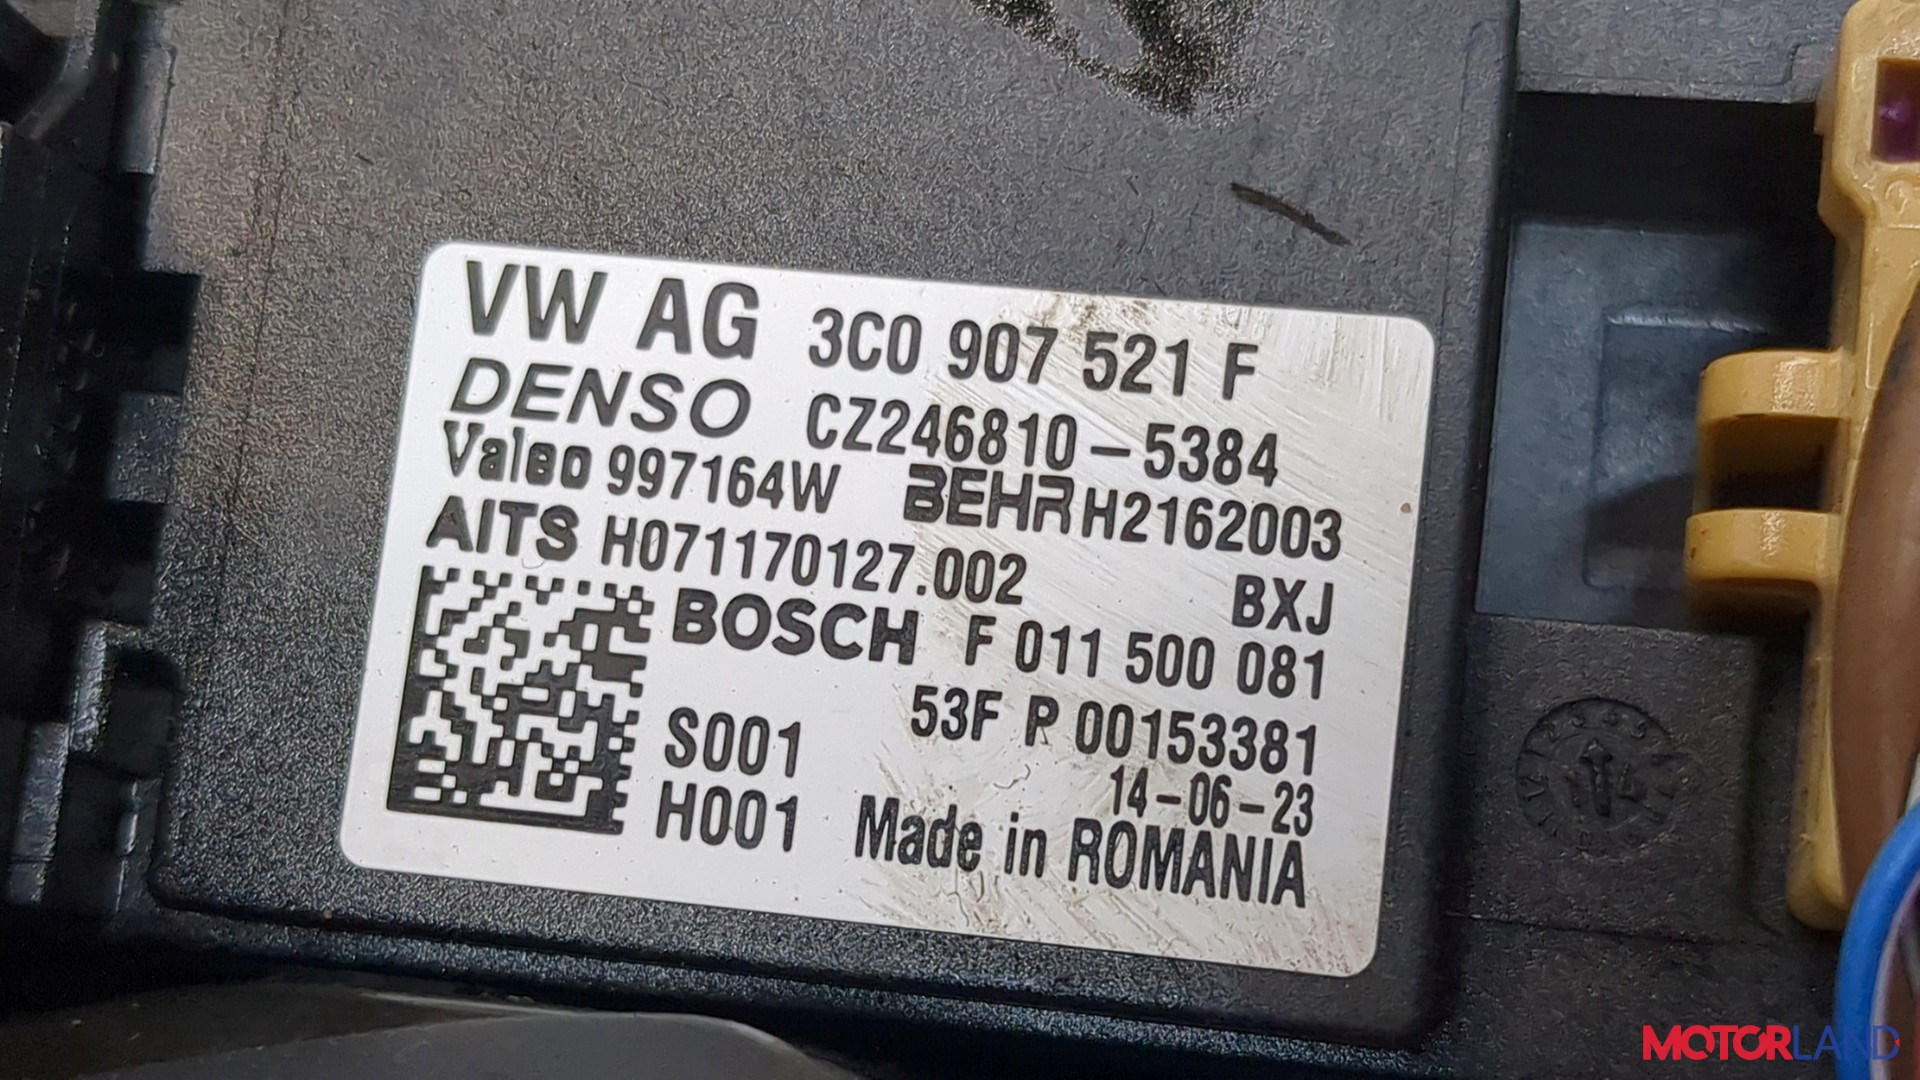 VW AG 3C0 907 521 F
DENSO CZ246810-5384
Valeo 997164W BEHR H2162003
AITS H071170127.002 BXJ
BOSCH F 011 500 081
53F P 00153381
S001
14-06-23
H001 Made in ROMANIA
MOTORLAND